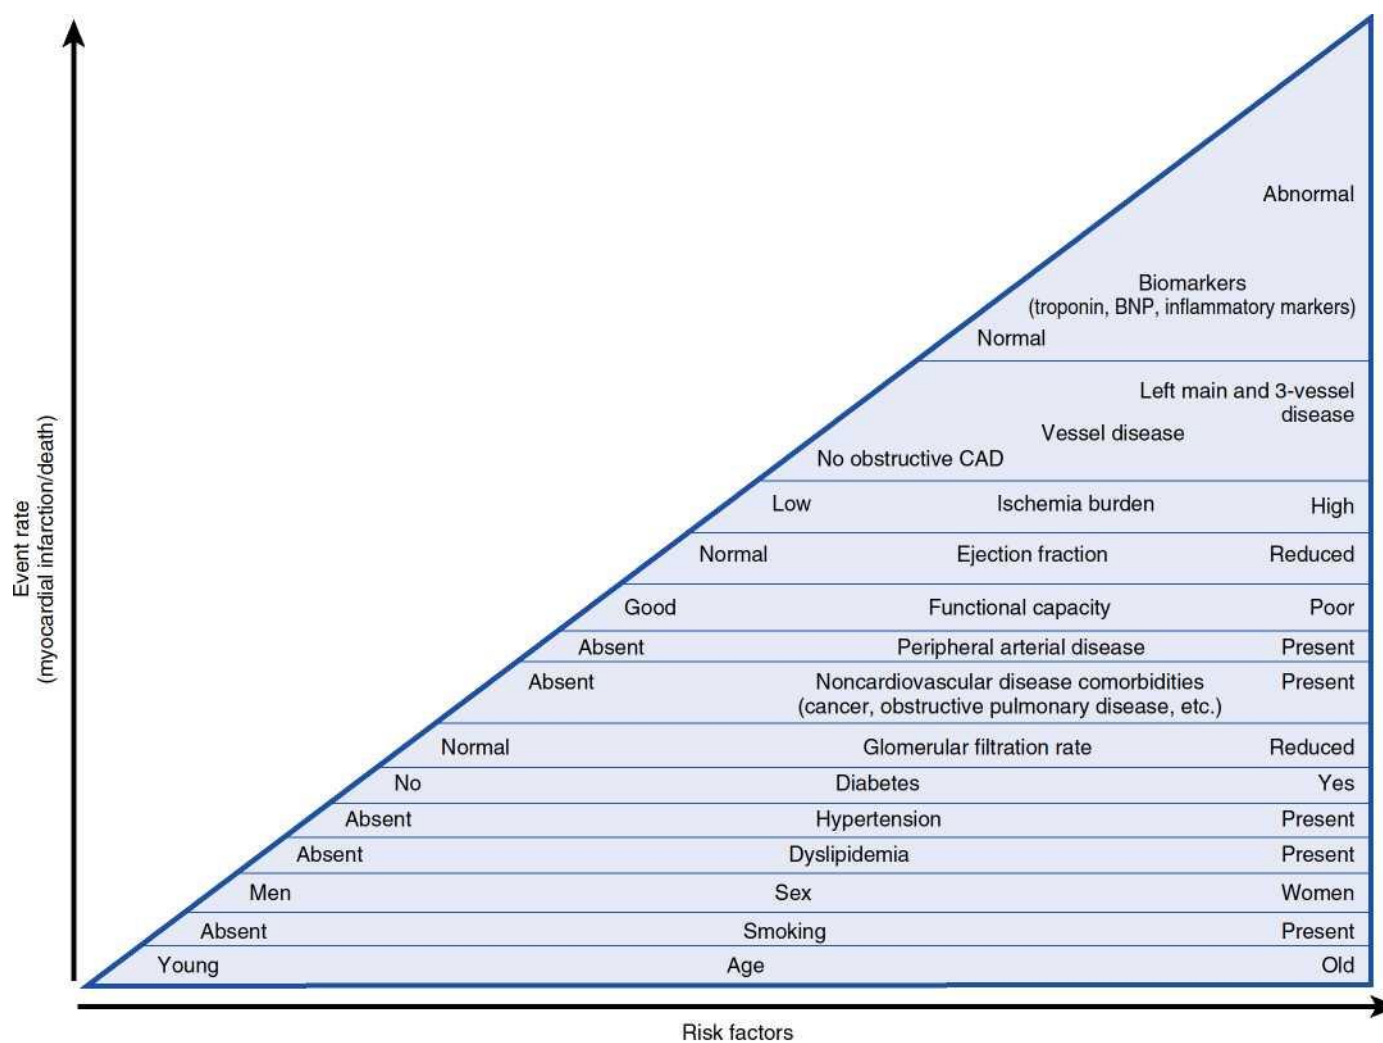 Event rate
(myocardial infarction/death)
Abnormal
Biomarkers
(troponin, BNP, inflammatory markers)
Normal
Left main and 3-vessel
disease
Vessel disease
No obstructive CAD
Low Ischemia burden High
Normal Ejection fraction Reduced
Good Functional capacity Poor
Absent Peripheral arterial disease Present
Absent Noncardiovascular disease comorbidities Present
(cancer, obstructive pulmonary disease, etc.)
Normal Glomerular filtration rate Reduced
No Diabetes Yes
Absent Hypertension Present
Absent Dyslipidemia Present
Men Sex Women
Absent Smoking Present
Young Age Old
Risk factors